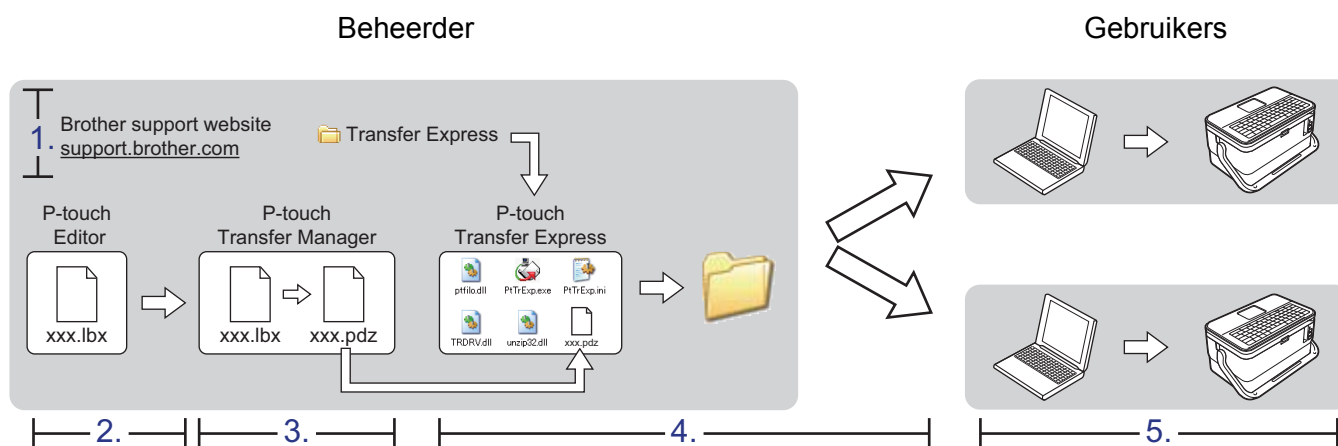 Beheerder
Gebruikers
1.
Brother support website
support.brother.com
Transfer Express
P-touch
Editor
xxx.lbx
P-touch
Transfer Manager
xxx.lbx
xxx.pdz
P-touch
Transfer Express
ptfilo.dll
PtTrExp.exe
PtTrExp.ini
TRDRV.dll
unzip32.dll
xxx.pdz
2.
3.
4.
5.